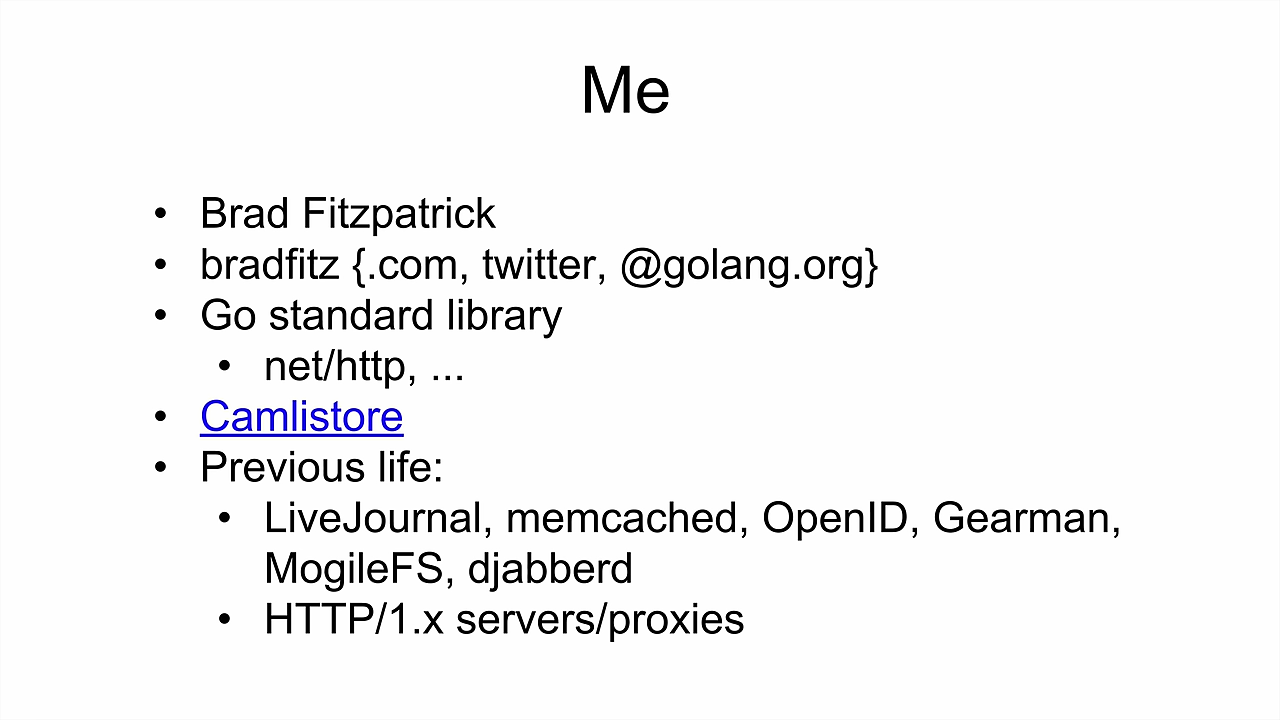 Me
• Brad Fitzpatrick
• bradfitz {.com, twitter, @golang.org}
• Go standard library
• net/http, ...
• Camlistore
• Previous life:
• LiveJournal, memcached, OpenID, Gearman,
MogileFS, djabberd
• HTTP/1.x servers/proxies